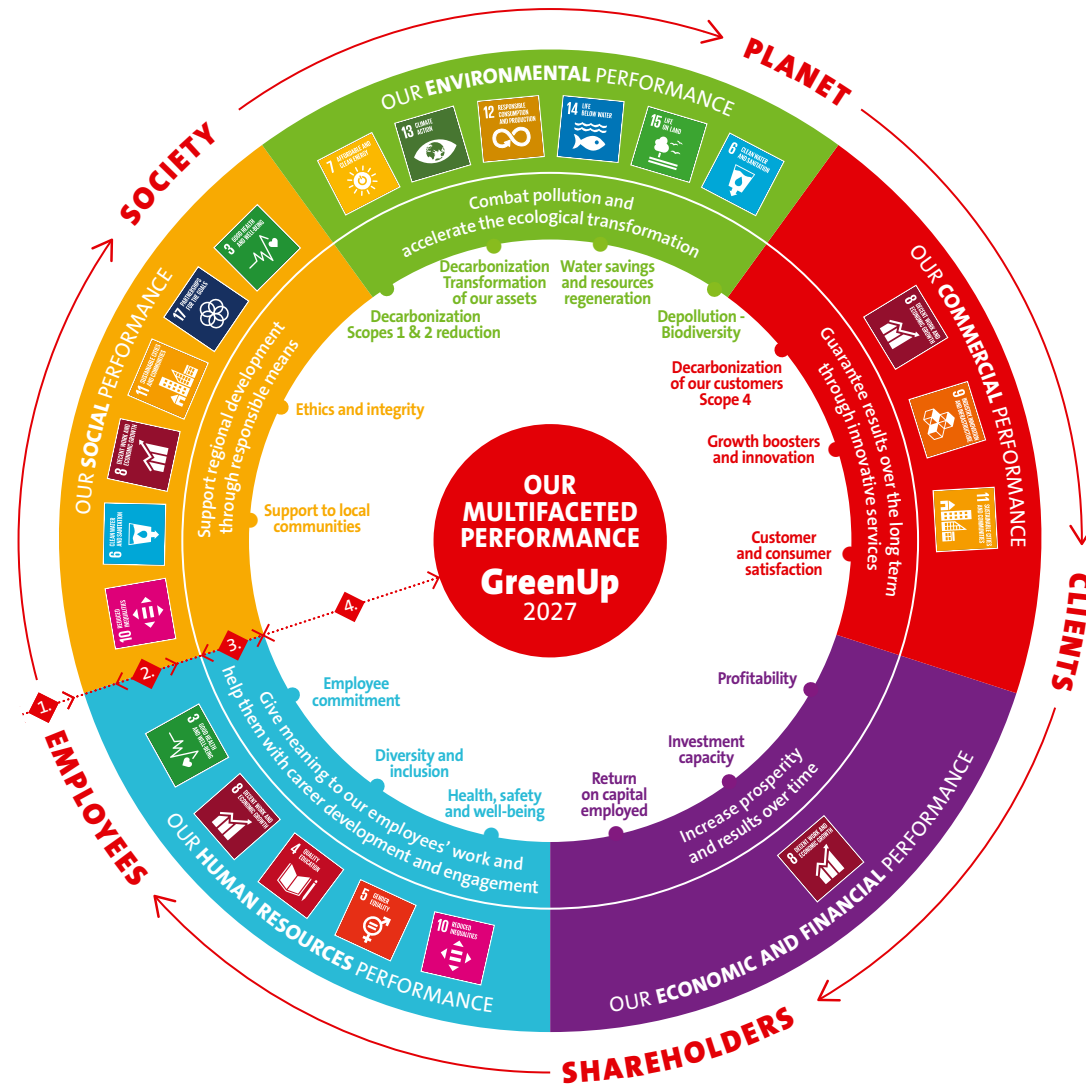 PLANET
OUR ENVIRONMENTAL PERFORMANCE
7 AFFORDABLE AND
CLEAN ENERGY
13 CLIMATE
ACTION
12 RESPONSIBLE
CONSUMPTION
AND PRODUCTION
14 LIFE
BELOW WATER
15 LIFE
ON LAND
6 CLEAN WATER
AND SANITATION
Combat pollution and
accelerate the ecological transformation
Decarbonization
Scopes 1 & 2 reduction
Decarbonization
Transformation
of our assets
Water savings
and resources
regeneration
Depollution -
Biodiversity
CLIENTS
OUR COMMERCIAL PERFORMANCE
8 DECENT WORK AND
ECONOMIC GROWTH
9 INDUSTRY, INNOVATION
AND INFRASTRUCTURE
11 SUSTAINABLE CITIES
AND COMMUNITIES
Guarantee results over the long term
through innovative services
Decarbonization
of our customers
Scope 4
Growth boosters
and innovation
Customer
and consumer
satisfaction
SHAREHOLDERS
OUR ECONOMIC AND FINANCIAL PERFORMANCE
8 DECENT WORK AND
ECONOMIC GROWTH
Increase prosperity
and results over time
Profitability
Investment
capacity
Return
on capital
employed
EMPLOYEES
OUR HUMAN RESOURCES PERFORMANCE
3 GOOD HEALTH
AND WELL-BEING
8 DECENT WORK AND
ECONOMIC GROWTH
4 QUALITY
EDUCATION
5 GENDER
EQUALITY
10 REDUCED
INEQUALITIES
Give meaning to our employees' work and
help them with career development and engagement
Employee
commitment
Diversity and
inclusion
Health, safety
and well-being
SOCIETY
OUR SOCIAL PERFORMANCE
3 GOOD HEALTH
AND WELL-BEING
17 PARTNERSHIPS
FOR THE GOALS
11 SUSTAINABLE CITIES
AND COMMUNITIES
8 DECENT WORK AND
ECONOMIC GROWTH
6 CLEAN WATER
AND SANITATION
10 REDUCED
INEQUALITIES
Support regional development
through responsible means
Ethics and integrity
Support to local
communities
1.
2.
3.
4.
OUR
MULTIFACETED
PERFORMANCE
GreenUp
2027